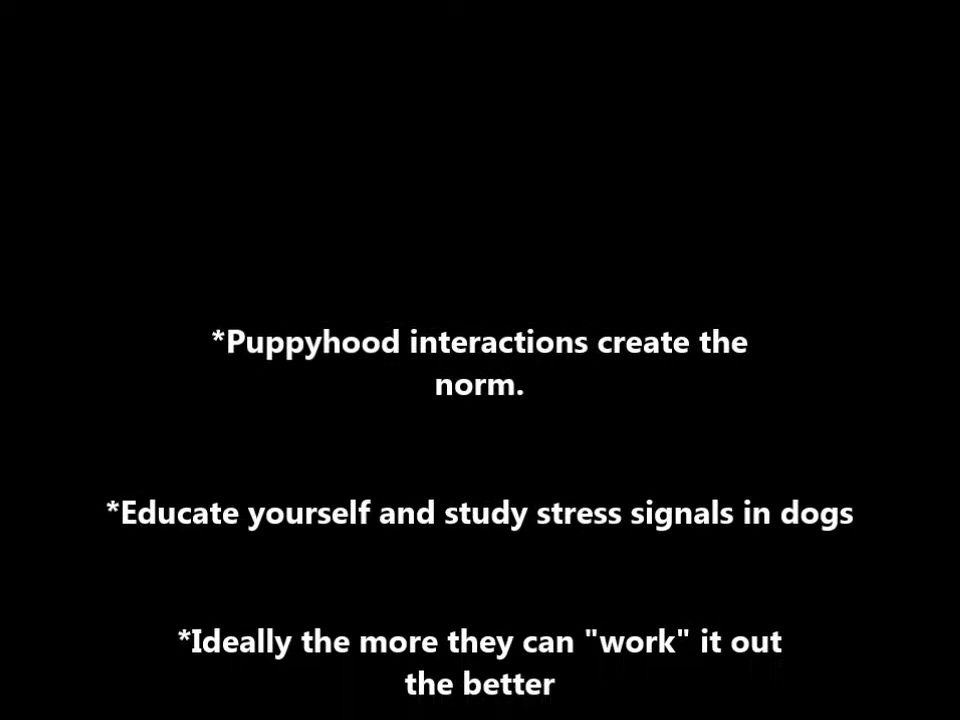 *Puppyhood interactions create the
norm.
*Educate yourself and study stress signals in dogs
*Ideally the more they can "work" it out
the better